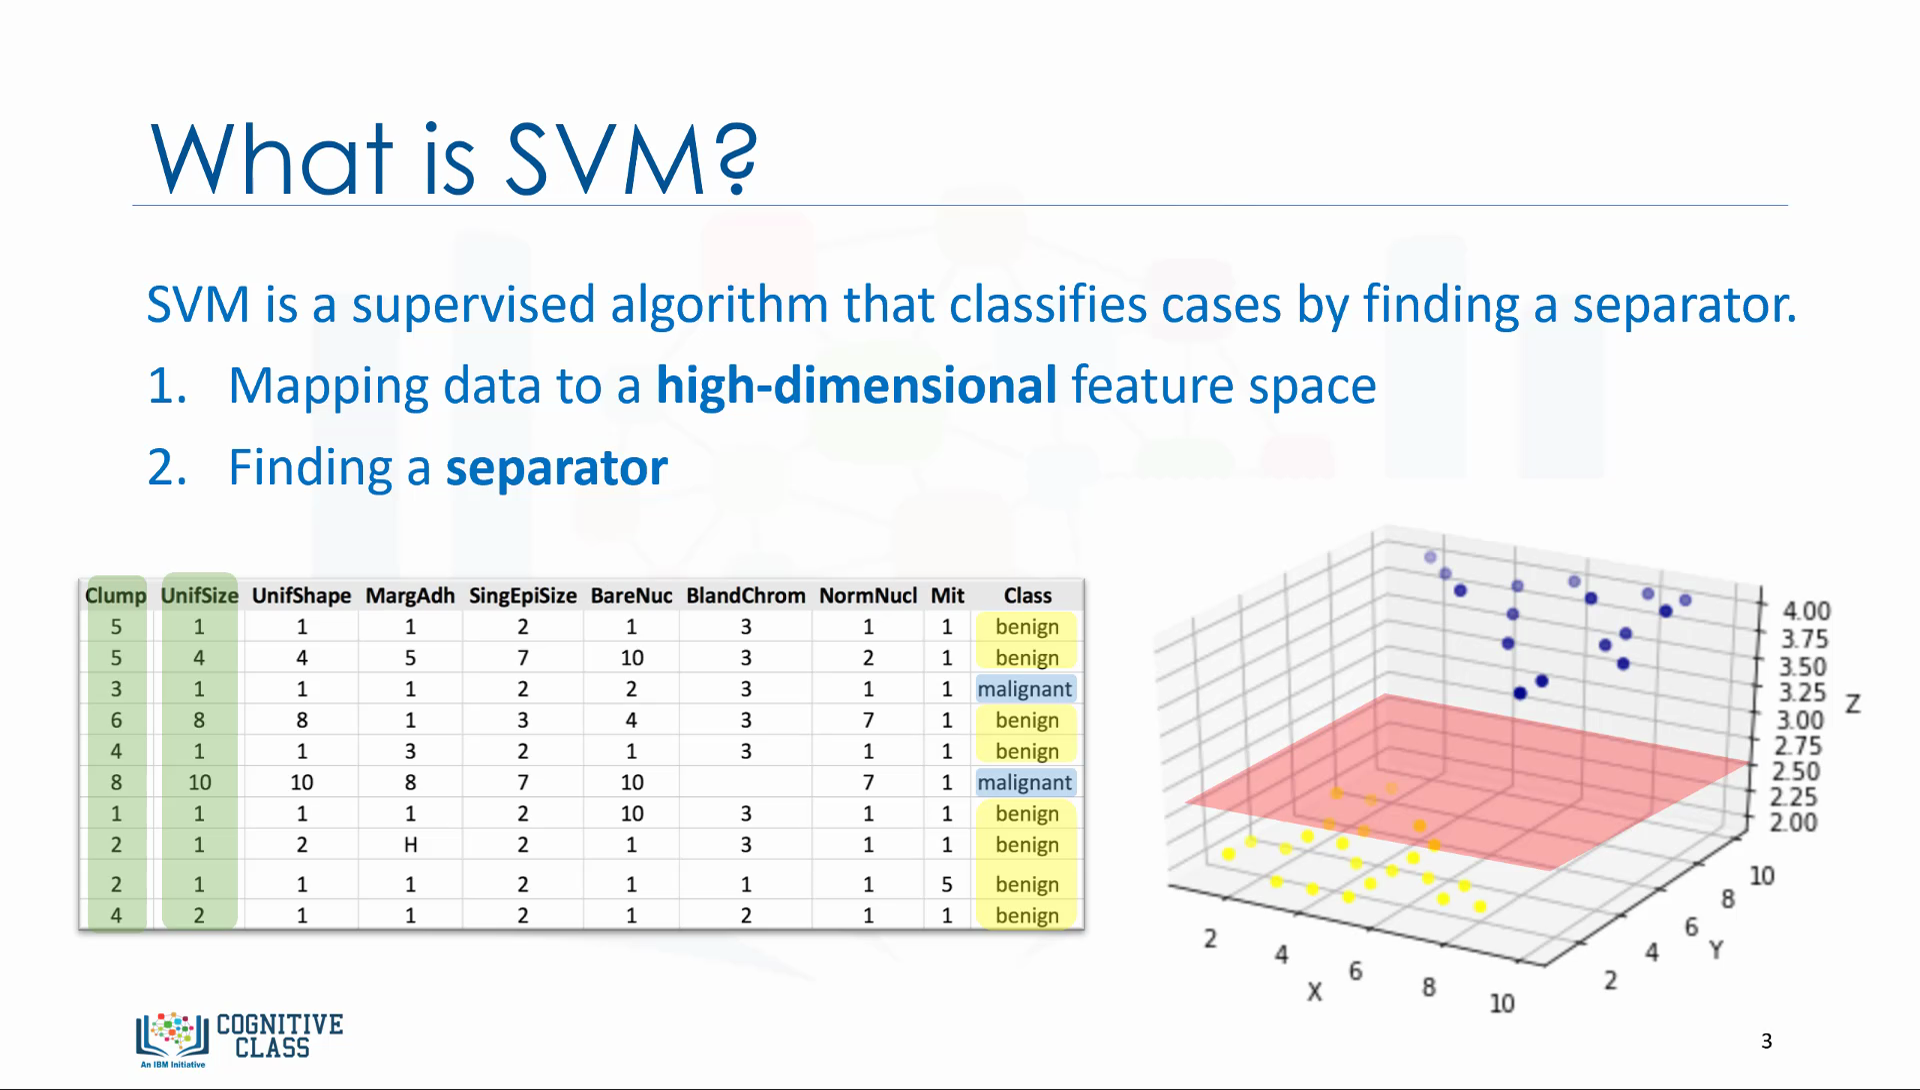 What is SVM?
SVM is a supervised algorithm that classifies cases by finding a separator.
1. Mapping data to a high-dimensional feature space
2. Finding a separator
Clump UnifSize UnifShape MargAdh SingEpiSize BareNuc BlandChrom NormNucl Mit Class
5 1 1 1 2 1 3 1 1 benign
5 4 4 5 7 10 3 2 1 benign
3 1 1 1 2 2 3 1 1 malignant
6 8 8 1 3 4 3 7 1 benign
4 1 1 3 2 1 3 1 1 benign
8 10 10 8 7 10 7 1 malignant
1 1 1 1 2 10 3 1 1 benign
2 1 2 H 2 1 3 1 1 benign
2 1 1 1 2 1 1 1 5 benign
4 2 1 1 2 1 2 1 1 benign
4.00
3.75
3.50
3.25
3.00
2.75
2.50
2.25
2.00
Z
2 4 6 8 10
X
2 4 6 8 10
Y
COGNITIVE
CLASS
An IBM Initiative
3